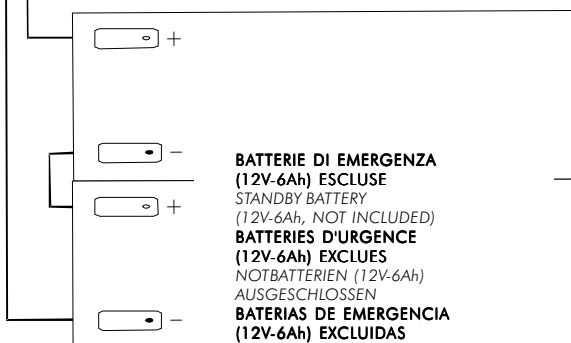 +
−
BATTERIE DI EMERGENZA
(12V-6Ah) ESCLUSE
STANDBY BATTERY
+
(12V-6Ah, NOT INCLUDED)
BATTERIES D'URGENCE
(12V-6Ah) EXCLUES
NOTBATTERIEN (12V-6Ah)
AUSGESCHLOSSEN
BATERIAS DE EMERGENCIA
−
(12V-6Ah) EXCLUIDAS